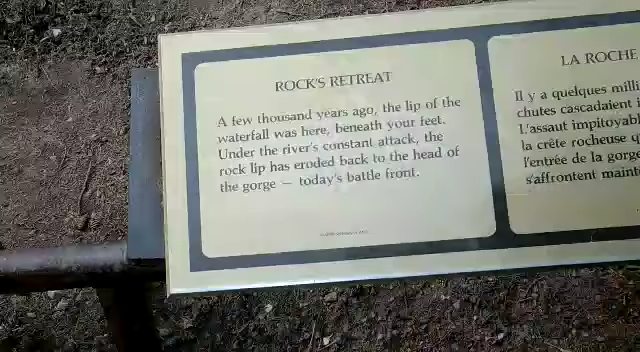 ROCK'S RETREAT
A few thousand years ago, the lip of the
waterfall was here, beneath your feet.
Under the river's constant attack, the
rock lip has eroded back to the head of
the gorge — today's battle front.
LA ROCHE
Il y a quelques milli
chutes cascadaient
L'assaut impitoyabl
la crête rocheuse q
l'entrée de la gorge
s'affrontent maint